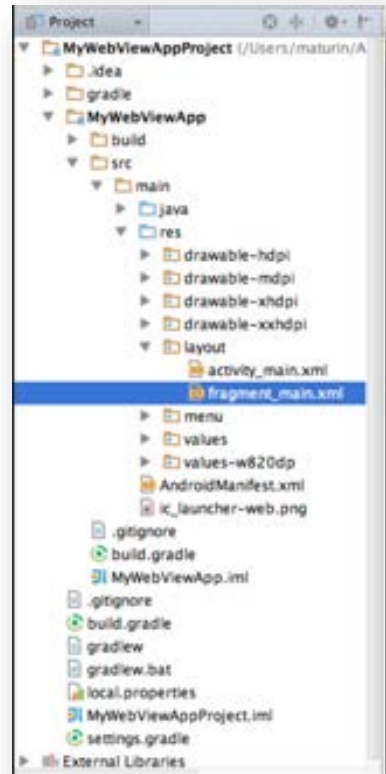 Project
MyWebViewAppProject (/Users/maturin/A
.idea
gradle
MyWebViewApp
build
src
main
java
res
drawable-hdpi
drawable-mdpi
drawable-xhdpi
drawable-xxhdpi
layout
activity_main.xml
fragment_main.xml
menu
values
values-w820dp
AndroidManifest.xml
ic_launcher-web.png
.gitignore
build.gradle
MyWebViewApp.iml
.gitignore
build.gradle
gradlew
gradlew.bat
local.properties
MyWebViewAppProject.iml
settings.gradle
External Libraries